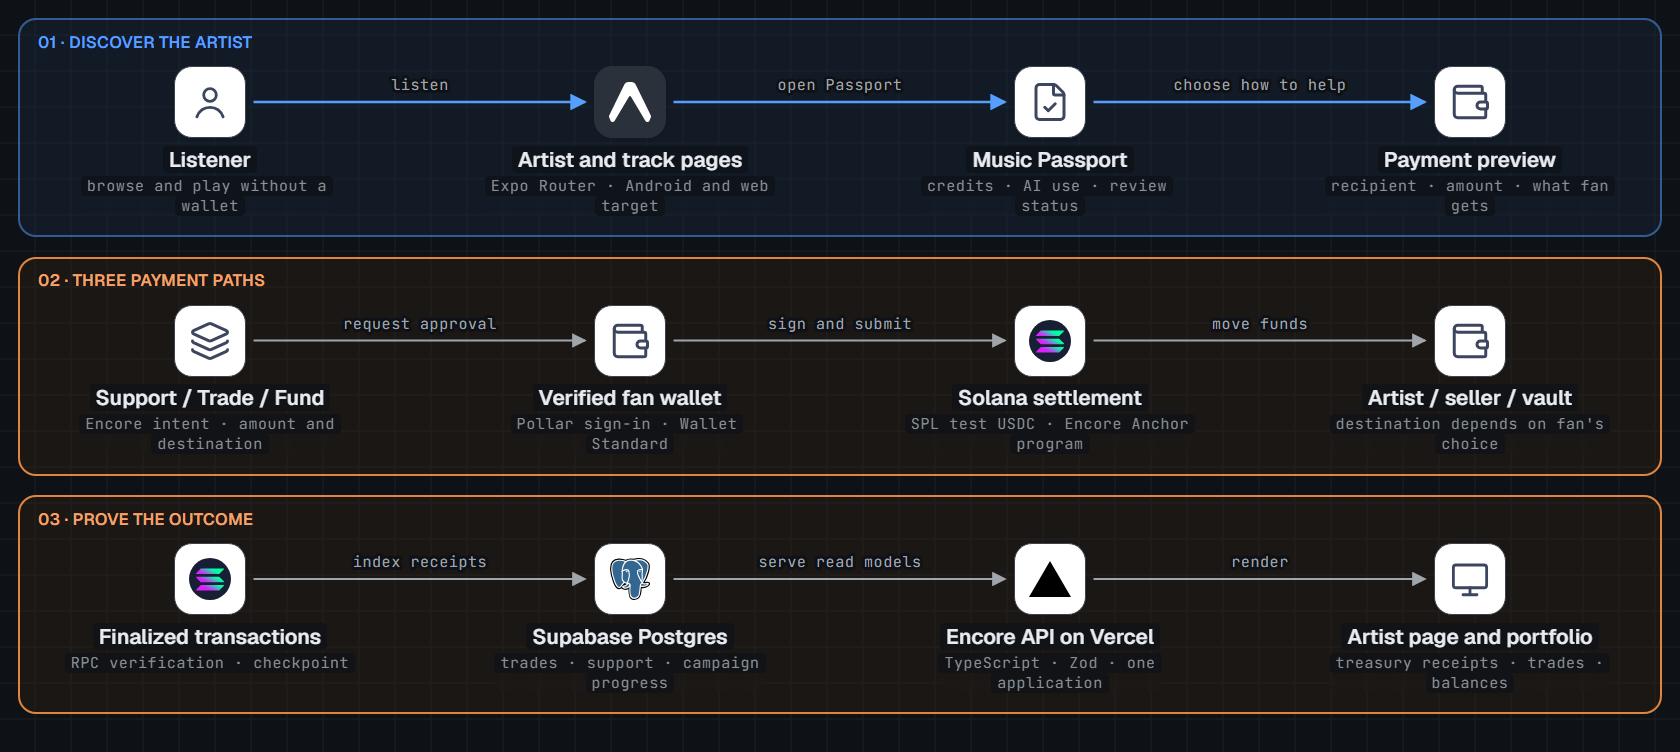 01 · DISCOVER THE ARTIST
listen
open Passport
choose how to help
Listener
browse and play without a
wallet
Artist and track pages
Expo Router · Android and web
target
Music Passport
credits · AI use · review
status
Payment preview
recipient · amount · what fan
gets
02 · THREE PAYMENT PATHS
request approval
sign and submit
move funds
Support / Trade / Fund
Encore intent · amount and
destination
Verified fan wallet
Pollar sign-in · Wallet
Standard
Solana settlement
SPL test USDC · Encore Anchor
program
Artist / seller / vault
destination depends on fan's
choice
03 · PROVE THE OUTCOME
index receipts
serve read models
render
Finalized transactions
RPC verification · checkpoint
Supabase Postgres
trades · support · campaign
progress
Encore API on Vercel
TypeScript · Zod · one
application
Artist page and portfolio
treasury receipts · trades ·
balances